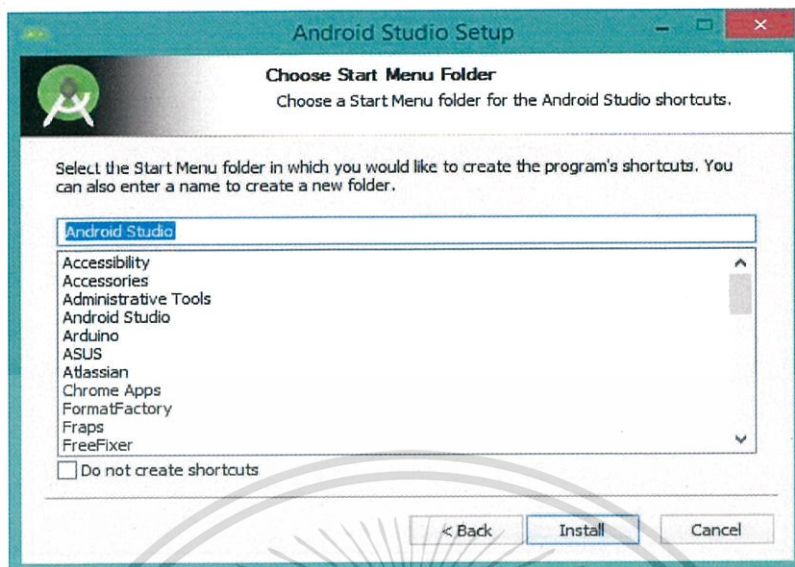 Android Studio Setup
Choose Start Menu Folder
Choose a Start Menu folder for the Android Studio shortcuts.
Select the Start Menu folder in which you would like to create the program's shortcuts. You
can also enter a name to create a new folder.
Android Studio
Accessibility
Accessories
Administrative Tools
Android Studio
Arduino
ASUS
Atlassian
Chrome Apps
FormatFactory
Fraps
FreeFixer
Do not create shortcuts
< Back
Install
Cancel